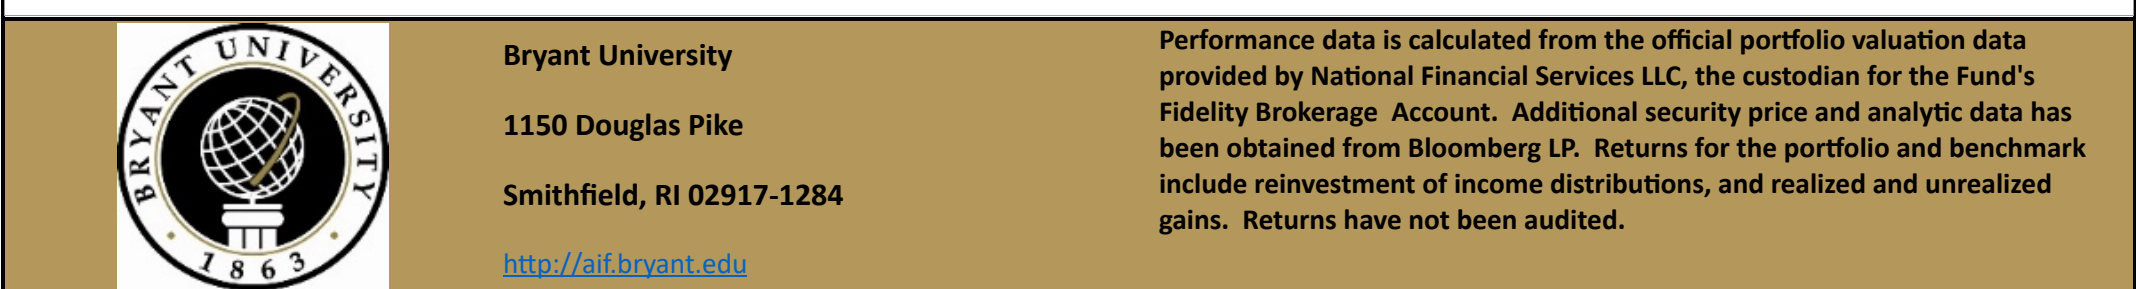 BRYANT UNIVERSITY
1863
Bryant University
1150 Douglas Pike
Smithfield, RI 02917-1284
http://aif.bryant.edu
Performance data is calculated from the official portfolio valuation data
provided by National Financial Services LLC, the custodian for the Fund's
Fidelity Brokerage  Account.  Additional security price and analytic data has
been obtained from Bloomberg LP.  Returns for the portfolio and benchmark
include reinvestment of income distributions, and realized and unrealized
gains.  Returns have not been audited.